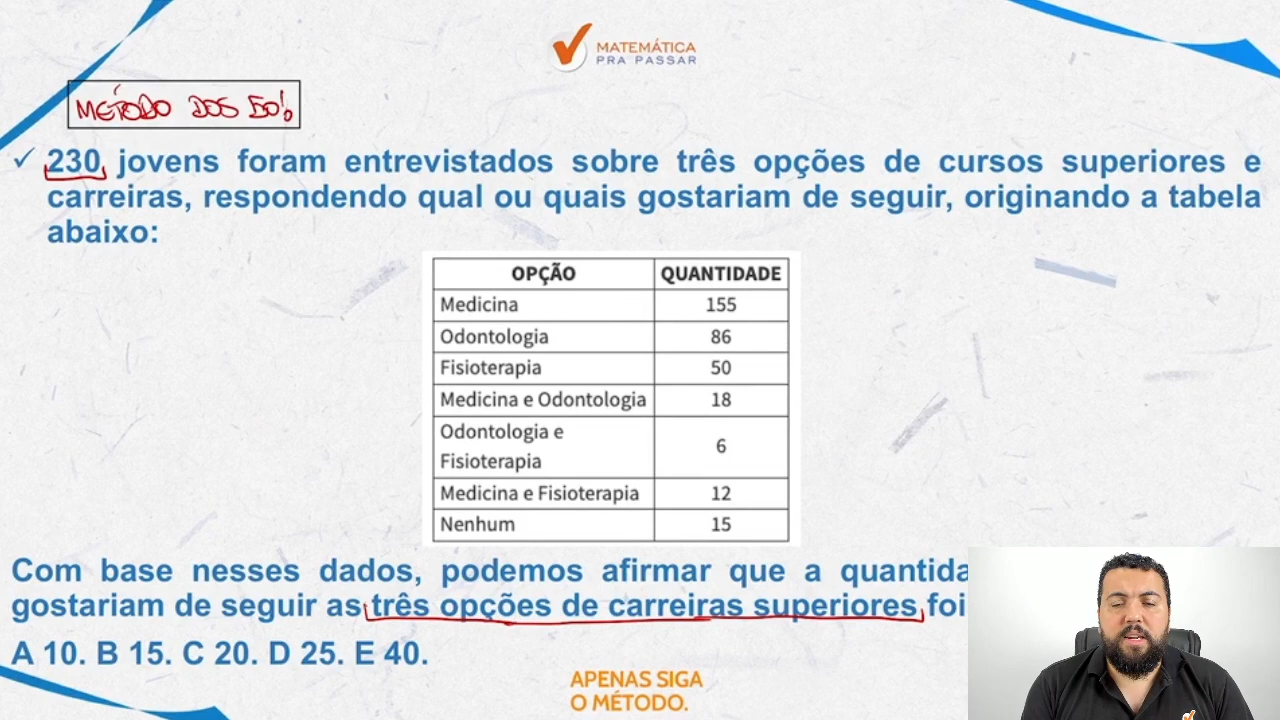 MATEMÁTICA
PRA PASSAR
MÉTODO DOS 50!
✓ 230 jovens foram entrevistados sobre três opções de cursos superiores e
carreiras, respondendo qual ou quais gostariam de seguir, originando a tabela
abaixo:
OPÇÃO QUANTIDADE
Medicina 155
Odontologia 86
Fisioterapia 50
Medicina e Odontologia 18
Odontologia e
Fisioterapia 6
Medicina e Fisioterapia 12
Nenhum 15
Com base nesses dados, podemos afirmar que a quantida
gostariam de seguir as três opções de carreiras superiores foi
A 10. B 15. C 20. D 25. E 40.
APENAS SIGA
O MÉTODO.